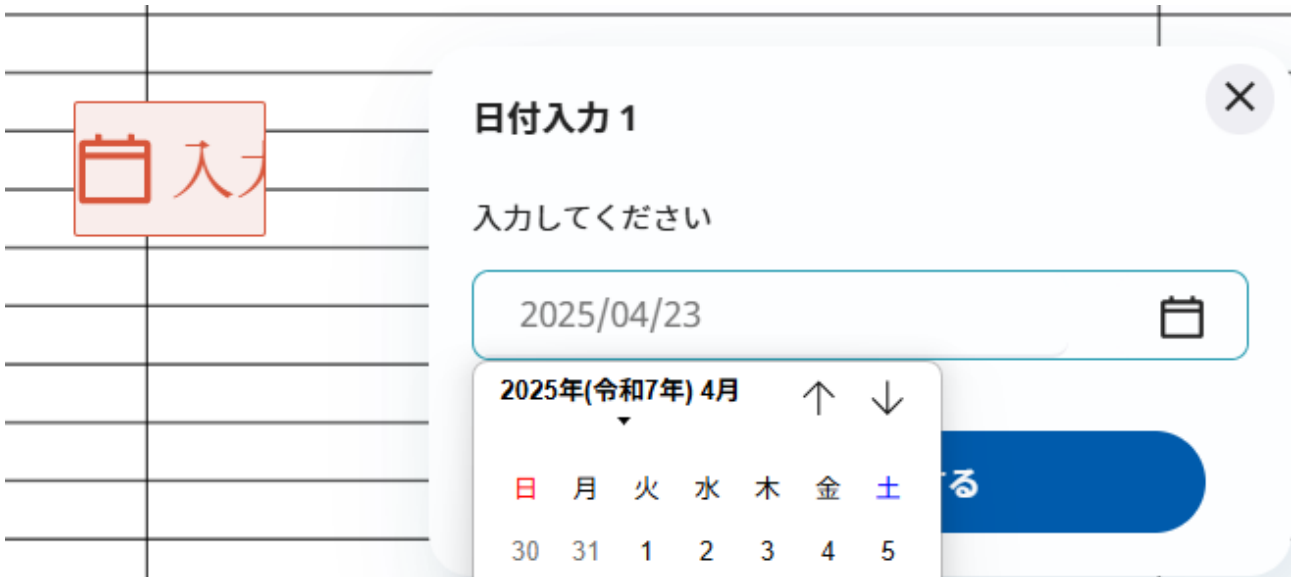 入
日付入力 1
入力してください
2025/04/23
2025年(令和7年) 4月
日 月 火 水 木 金 土
30 31 1 2 3 4 5
る